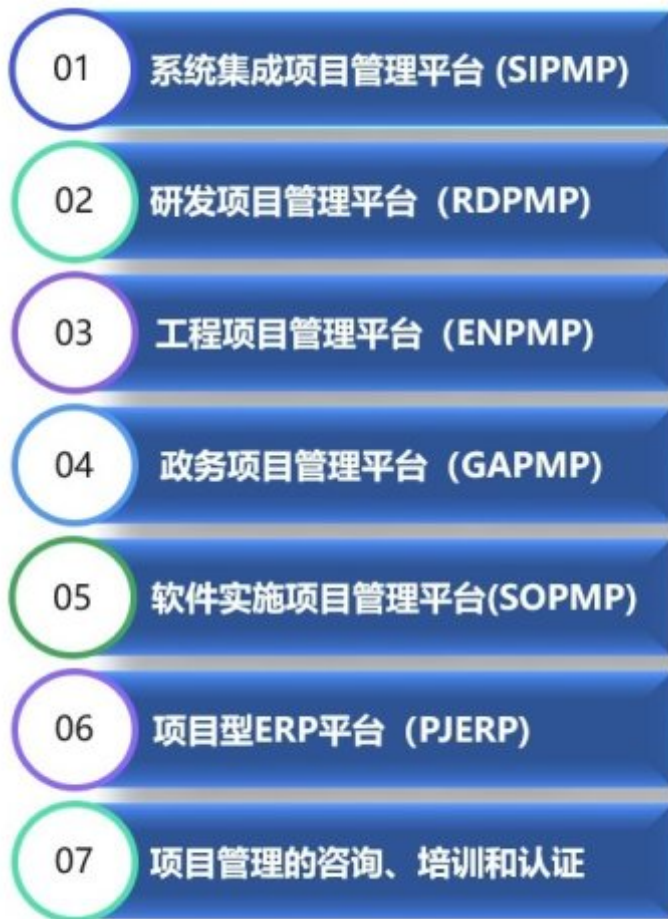 01 系统集成项目管理平台 (SIPMP)
02 研发项目管理平台（RDPMP)
03 工程项目管理平台（ENPMP)
04 政务项目管理平台（GAPMP)
05 软件实施项目管理平台(SOPMP)
06 项目型ERP平台（PJERP)
07 项目管理的咨询、培训和认证